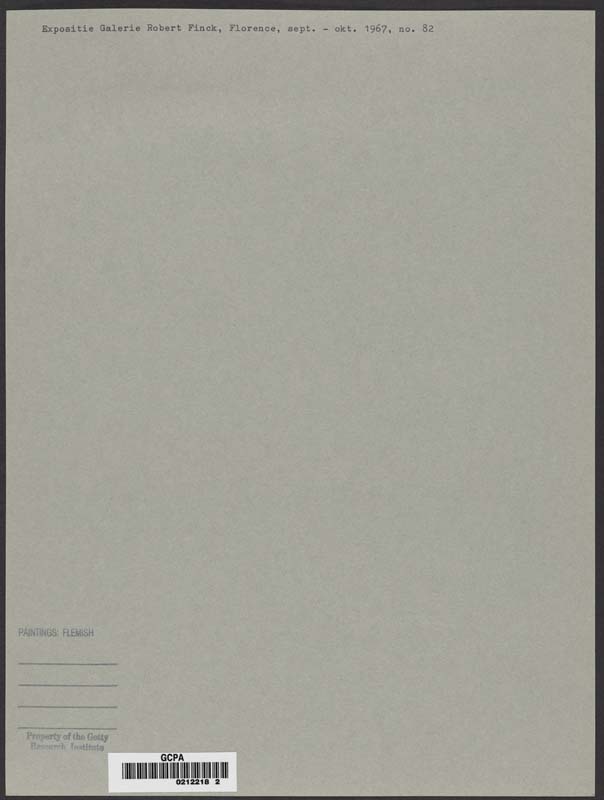 Expositie Galerie Robert Finck, Florence, sept. - okt. 1967, no. 82
PAINTINGS: FLEMISH
Property of the Getty
Research Institute
GCPA
0212218 2